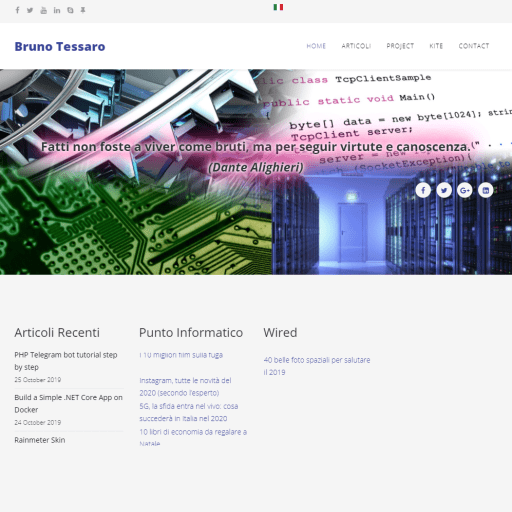 Bruno Tessaro
HOME ARTICOLI PROJECT KITE CONTACT
public class TcpClientSample
public static void Main()
byte[] data = new byte[1024]; string
TcpClient server;
Fatti non foste a viver come bruti, ma per seguir virtute e canoscenza.
(Dante Alighieri)
server = new
(SocketException){
Articoli Recenti
PHP Telegram bot tutorial step
by step
25 October 2019
Build a Simple .NET Core App on
Docker
24 October 2019
Rainmeter Skin
Punto Informatico
I 10 migliori film sulla fuga
Instagram, tutte le novità del
2020 (secondo l'esperto)
5G, la sfida entra nel vivo: cosa
succederà in Italia nel 2020
10 libri di economia da regalare a
Natale
Wired
40 belle foto spaziali per salutare
il 2019